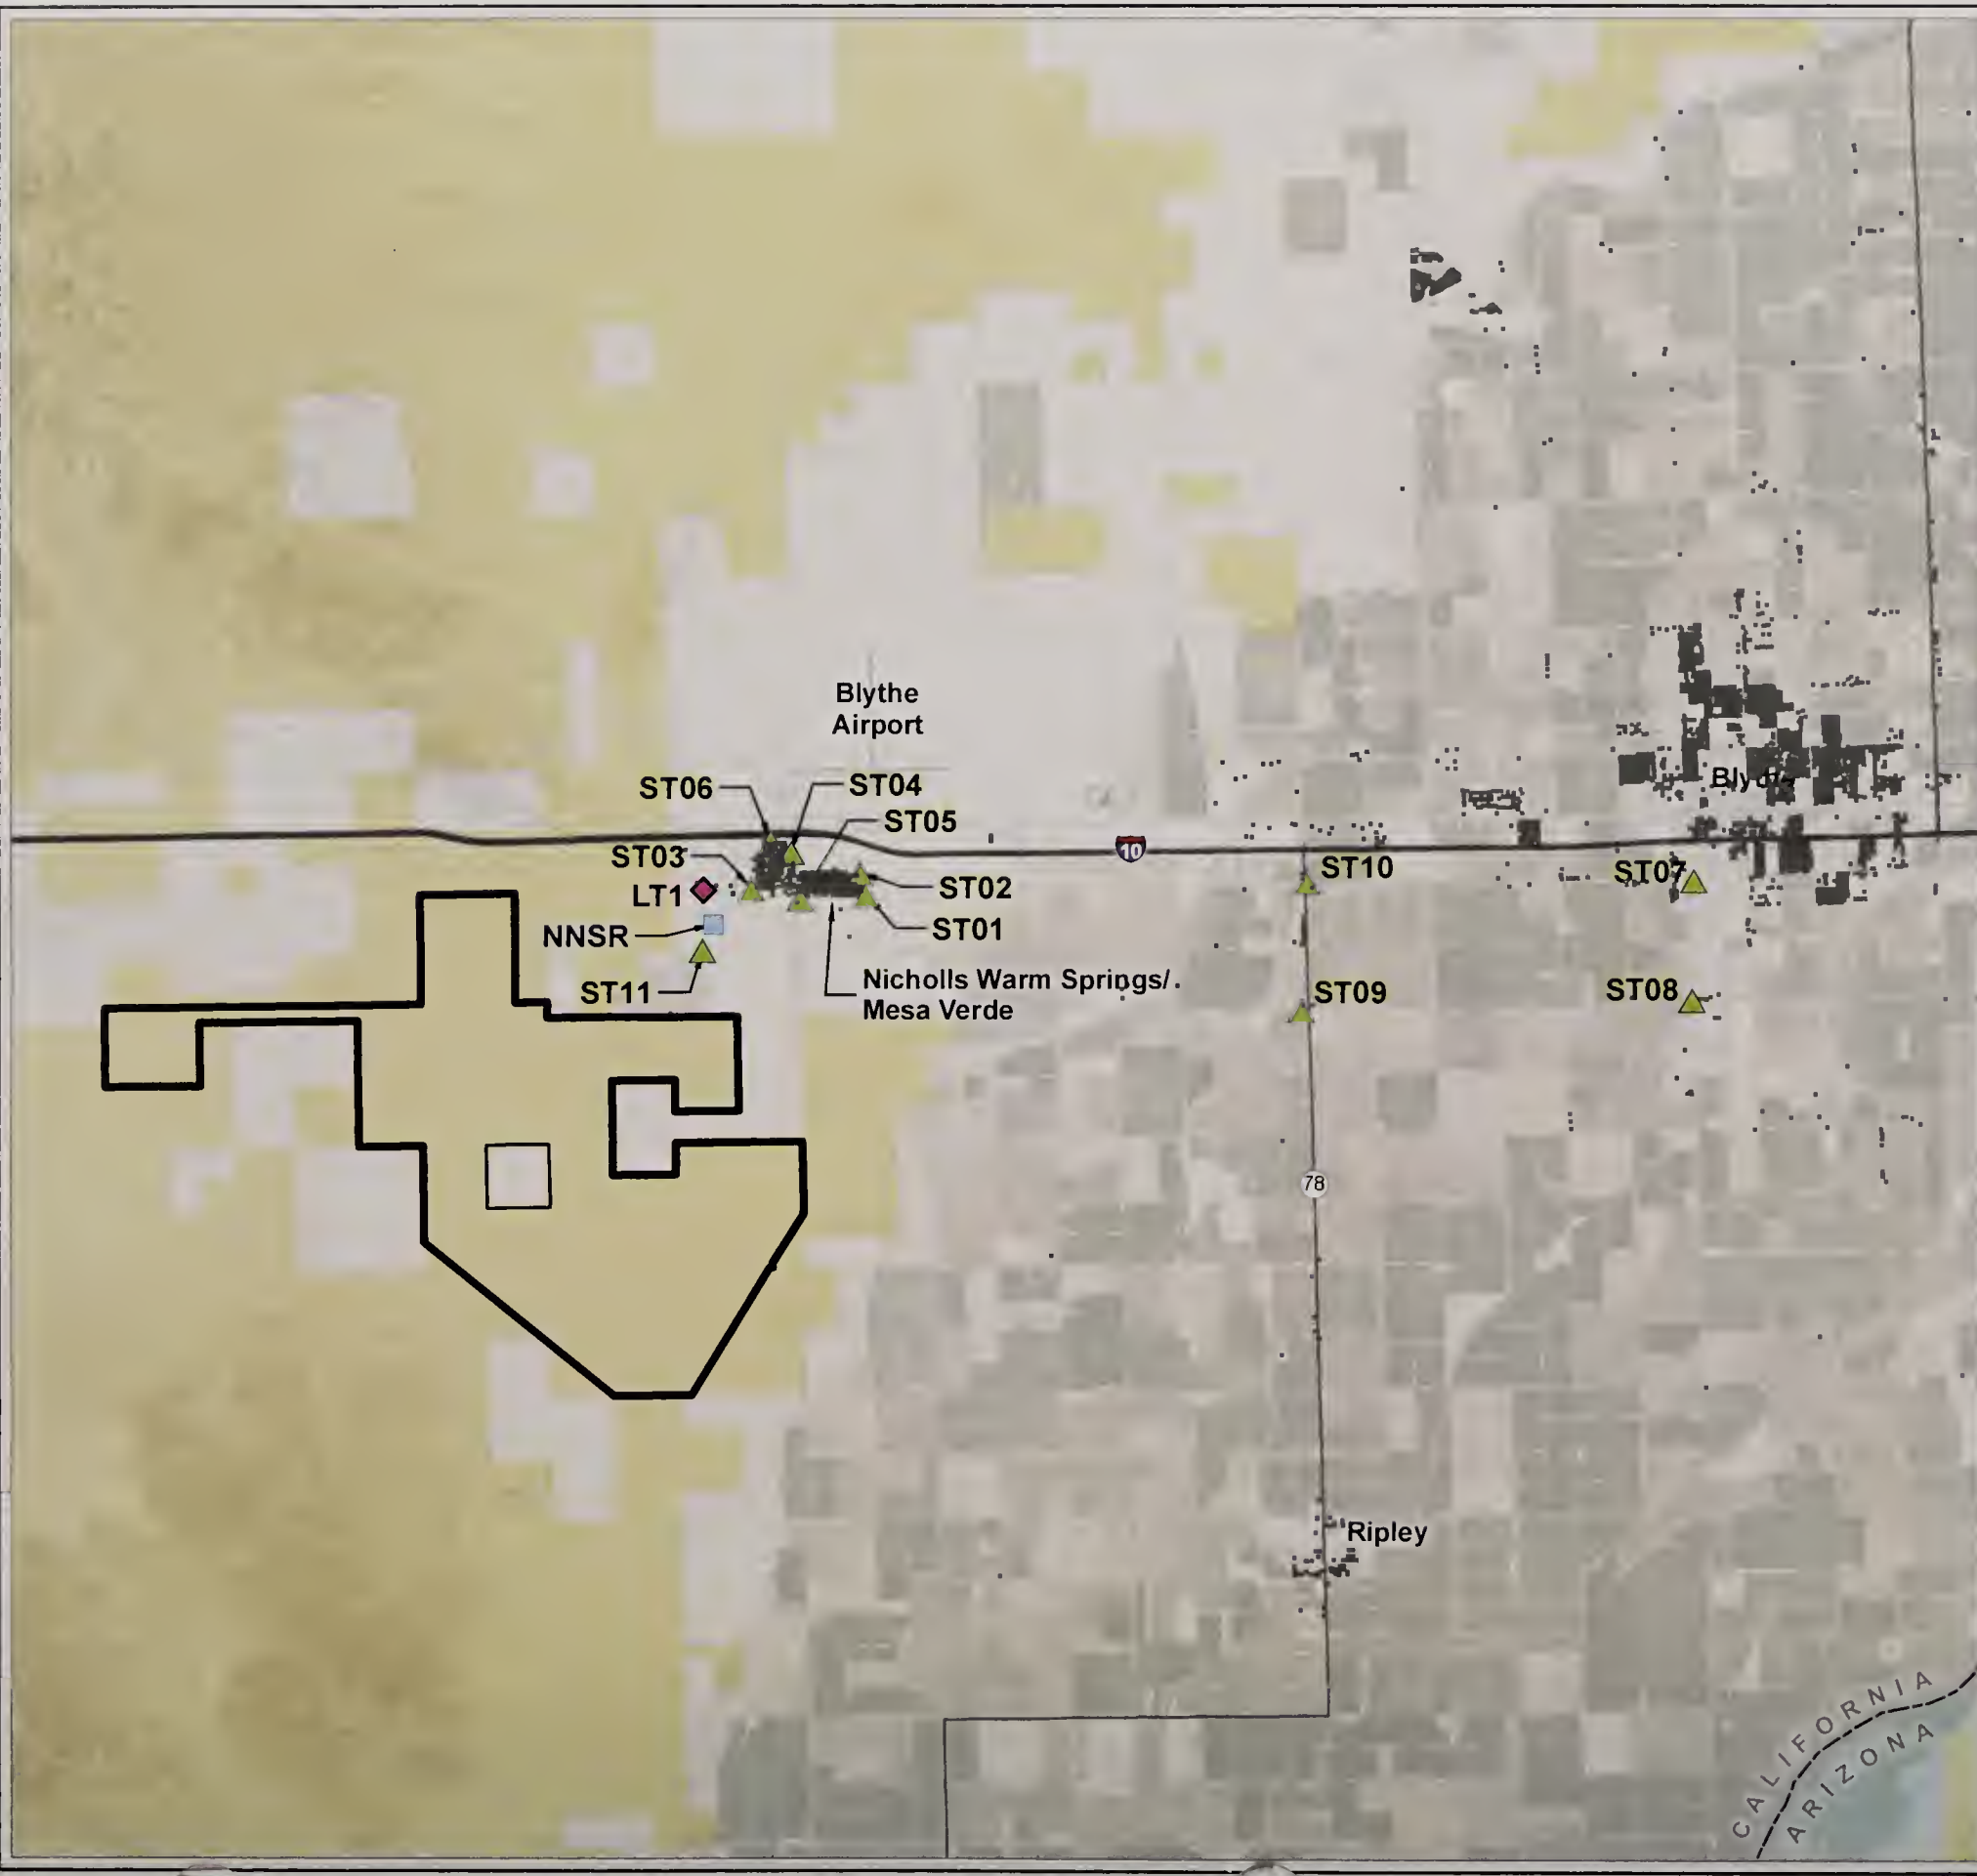 Blythe
Airport
ST06
ST04
ST05
ST03
10
ST10
ST07
LT1
ST02
NNSR
ST01
ST11
Nicholls Warm Springs/
Mesa Verde
ST09
ST08
78
Ripley
CALIFORNIA
ARIZONA